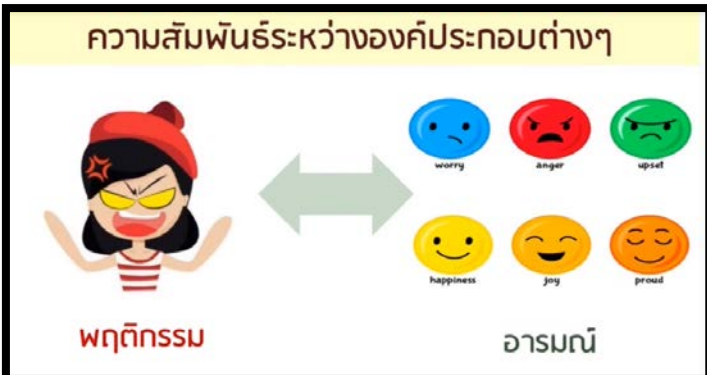 ความสัมพันธ์ระหว่างองค์ประกอบต่างๆ
worry anger upset
happiness joy proud
พฤติกรรม อารมณ์